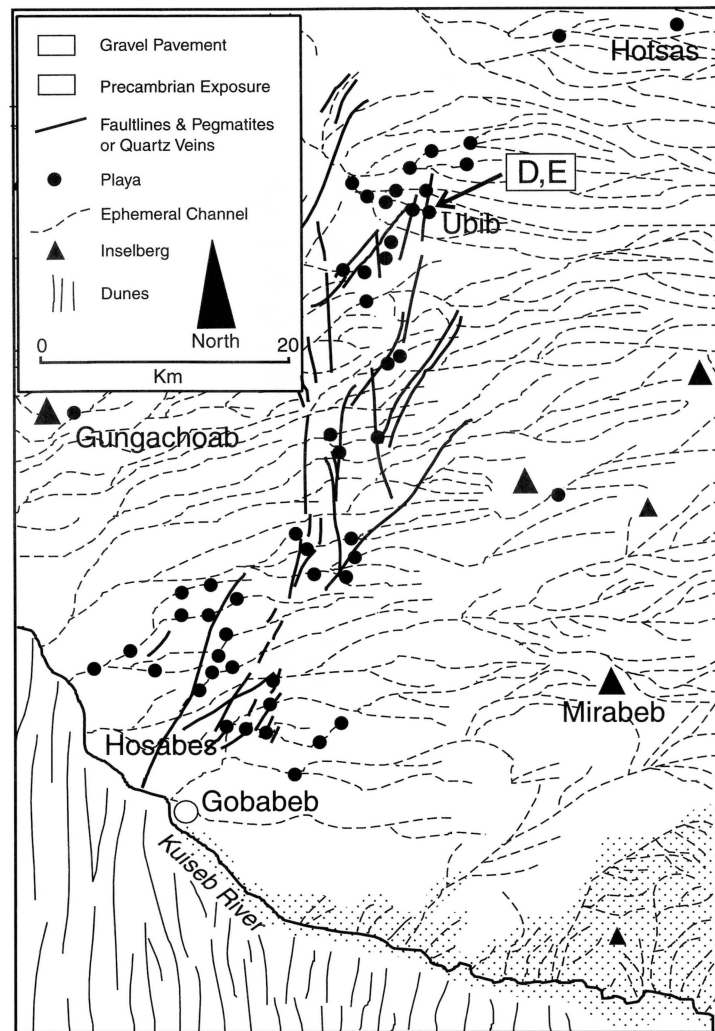 Gravel Pavement
Precambrian Exposure
Faultlines & Pegmatites
or Quartz Veins
Playa
Ephemeral Channel
Inselberg
Dunes
North
0
20
Km
Hotsas
D,E
Ubib
Gungachoab
Mirabeb
Hosabes
Gobabeb
Kuiseb River